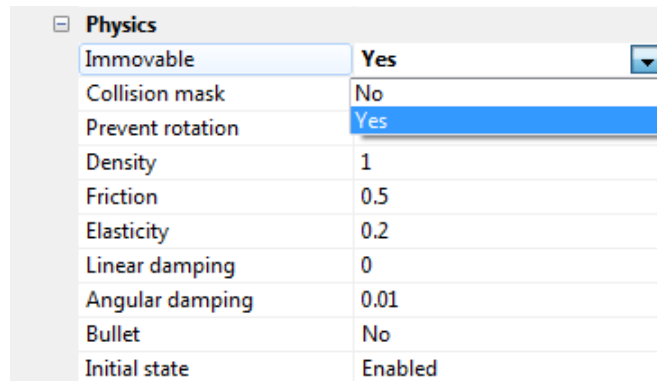 Physics
Immovable Yes
Collision mask No
Prevent rotation Yes
Density 1
Friction 0.5
Elasticity 0.2
Linear damping 0
Angular damping 0.01
Bullet No
Initial state Enabled